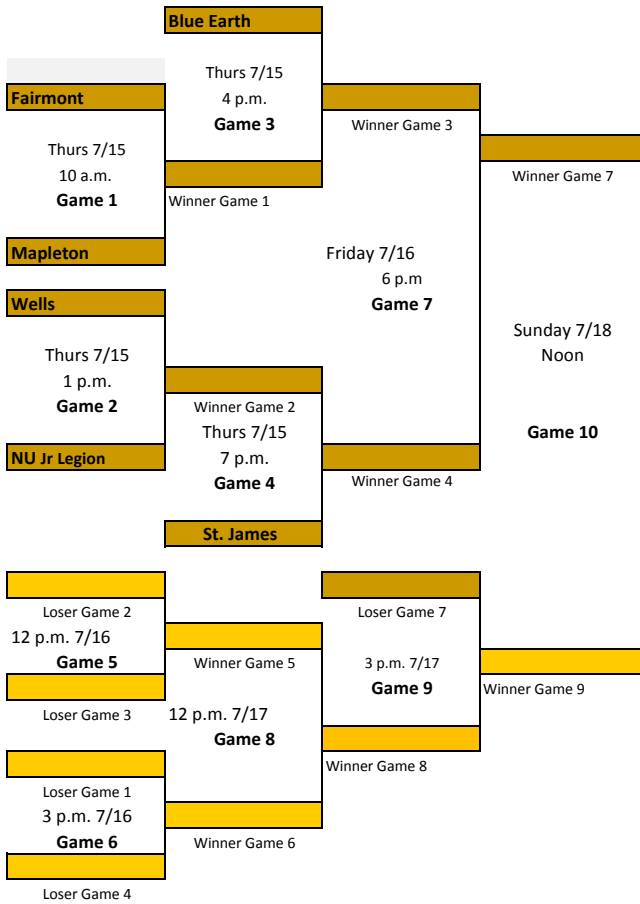 Blue Earth
Thurs 7/15
4 p.m.
Game 3
Fairmont
Winner Game 3
Thurs 7/15
10 a.m.
Game 1
Winner Game 1
Winner Game 7
Mapleton
Friday 7/16
6 p.m
Game 7
Wells
Thurs 7/15
1 p.m.
Game 2
Sunday 7/18
Noon
Game 10
Winner Game 2
Thurs 7/15
7 p.m.
Game 4
NU Jr Legion
Winner Game 4
St. James
Loser Game 2
12 p.m. 7/16
Game 5
Loser Game 3
Winner Game 5
Loser Game 7
3 p.m. 7/17
Game 9
Winner Game 9
12 p.m. 7/17
Game 8
Winner Game 8
Loser Game 1
3 p.m. 7/16
Game 6
Winner Game 6
Loser Game 4